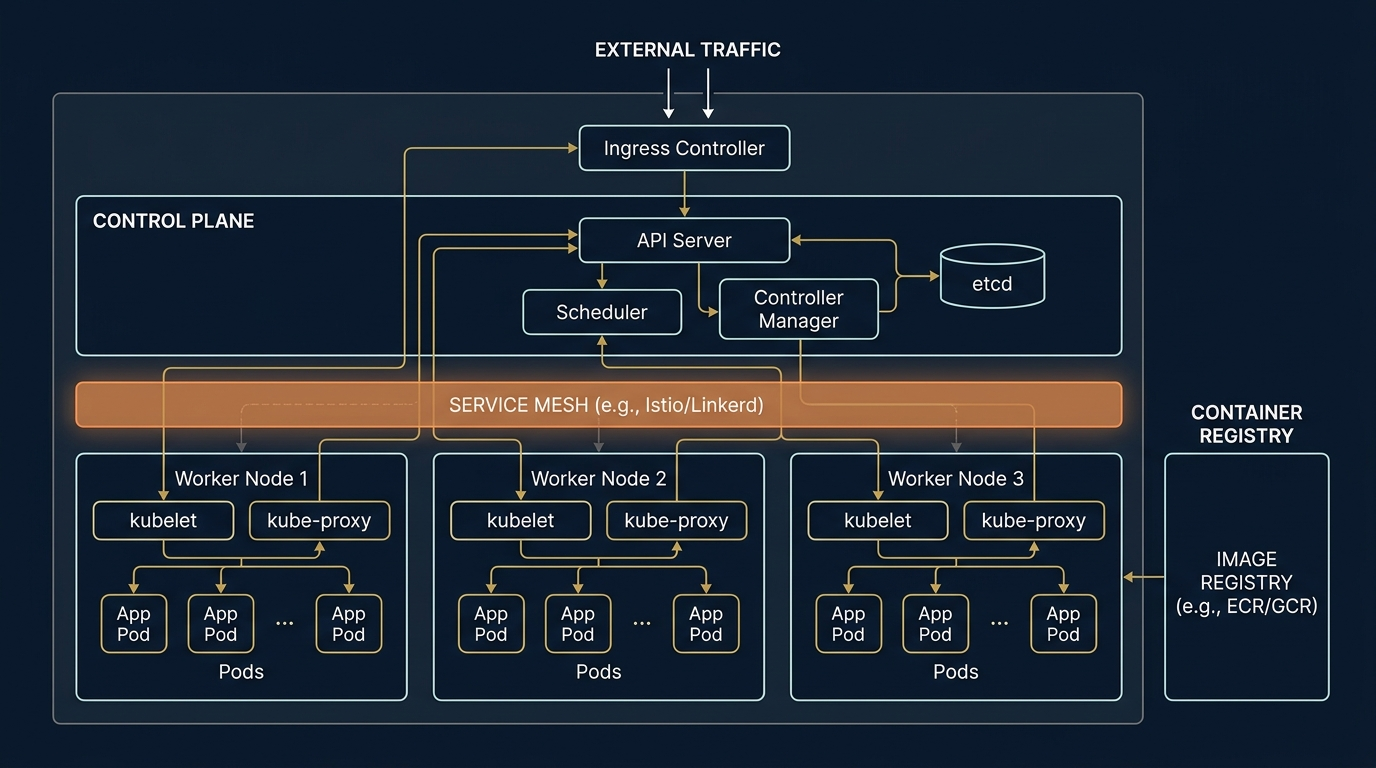 EXTERNAL TRAFFIC
Ingress Controller
CONTROL PLANE
API Server
etcd
Scheduler
Controller
Manager
SERVICE MESH (e.g., Istio/Linkerd)
CONTAINER
REGISTRY
Worker Node 1
kubelet
kube-proxy
App
Pod
App
Pod
...
App
Pod
Pods
Worker Node 2
kubelet
kube-proxy
App
Pod
App
Pod
...
App
Pod
Pods
Worker Node 3
kubelet
kube-proxy
App
Pod
App
Pod
...
App
Pod
Pods
IMAGE
REGISTRY
(e.g., ECR/GCR)